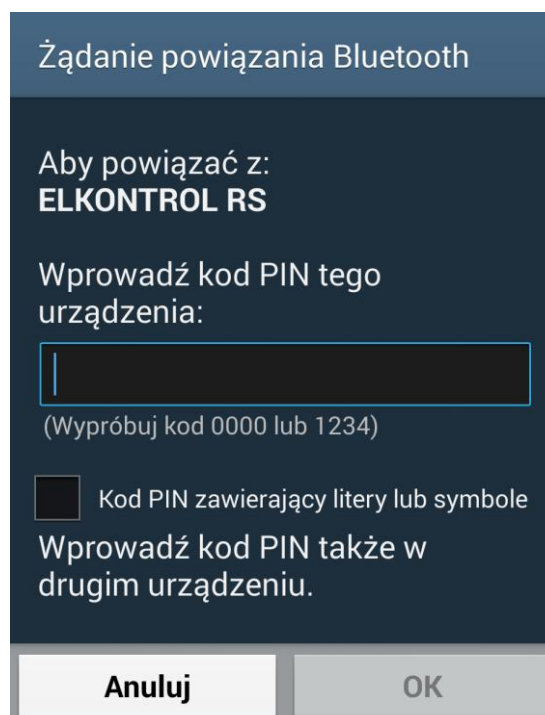 Żądanie powiązania Bluetooth
Aby powiązać z:
ELKONTROL RS
Wprowadź kod PIN tego
urządzenia:
(Wypróbuj kod 0000 lub 1234)
Kod PIN zawierający litery lub symbole
Wprowadź kod PIN także w
drugim urządzeniu.
Anuluj OK